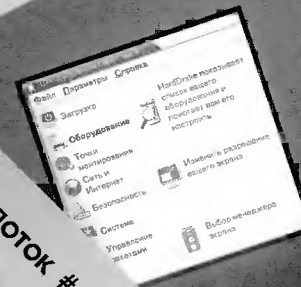 Файл Параметры Справка
Загрузка
Оборудование
Точки
монтирования
Сеть и
Интернет
Безопасность
Система
Управление
пакетами
HardDrake показывает
список вашего
оборудования и
помогает вам его
настроить
Изменить разрешение
вашего экрана
Выбор менеджера
экрана
ПОТОК #